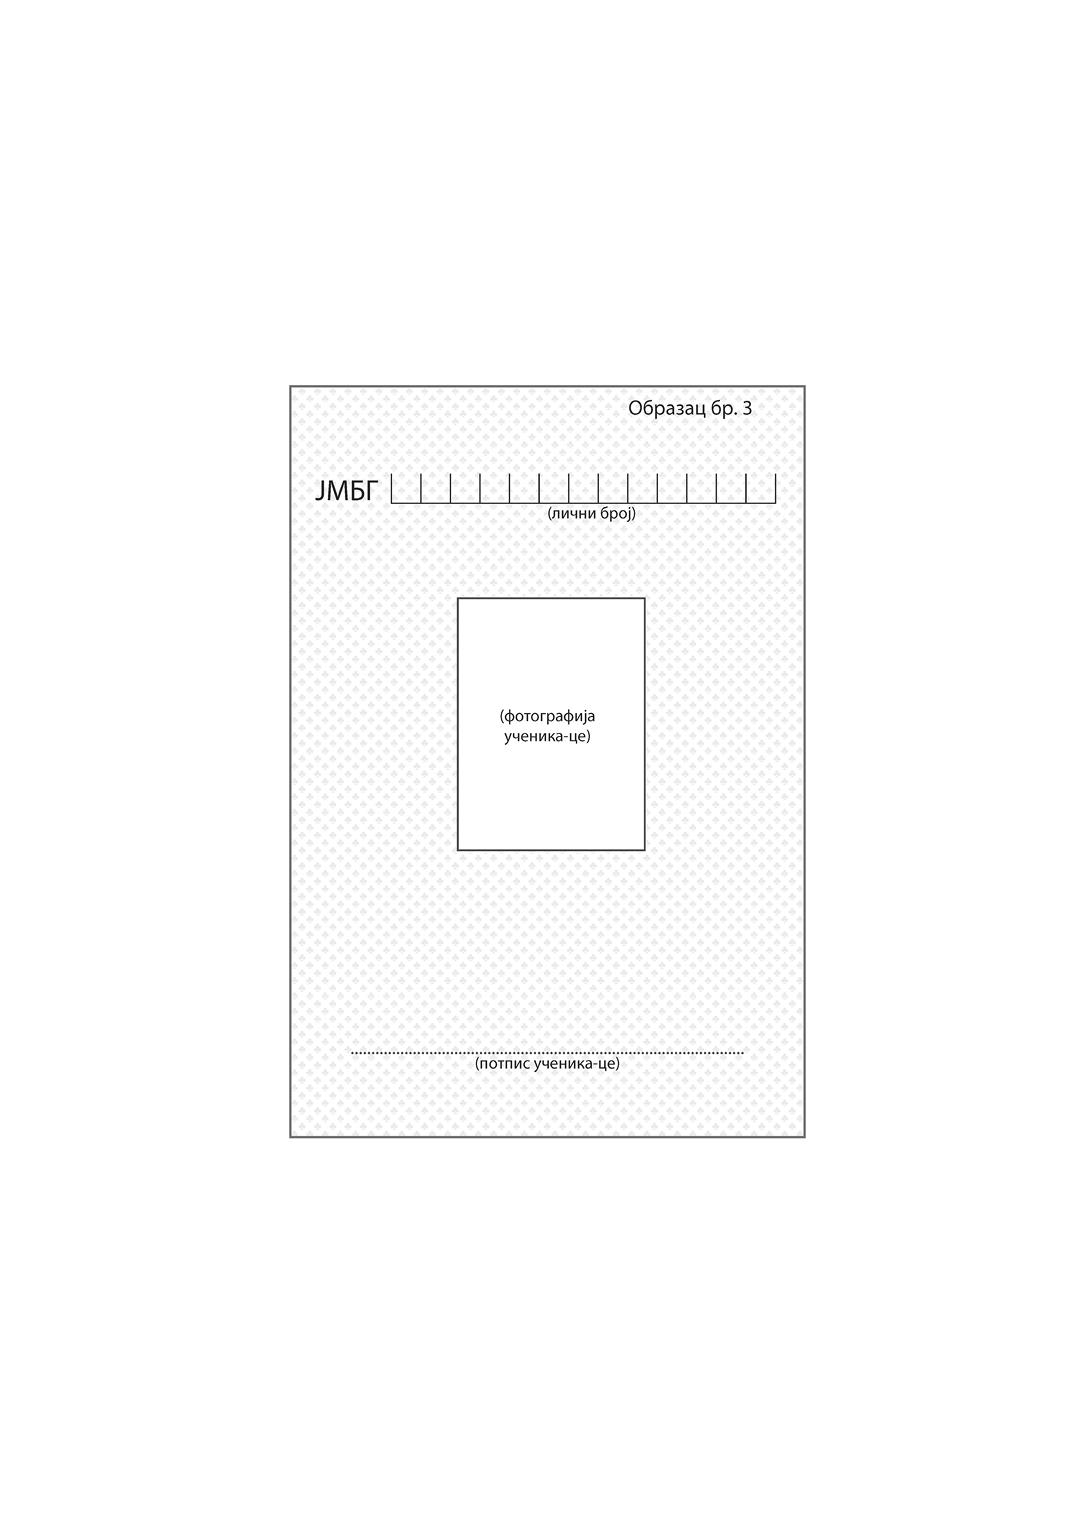 Образац бр. 3
ЈМБГ
(лични број)
(фотографија
ученика-це)
(потпис ученика-це)